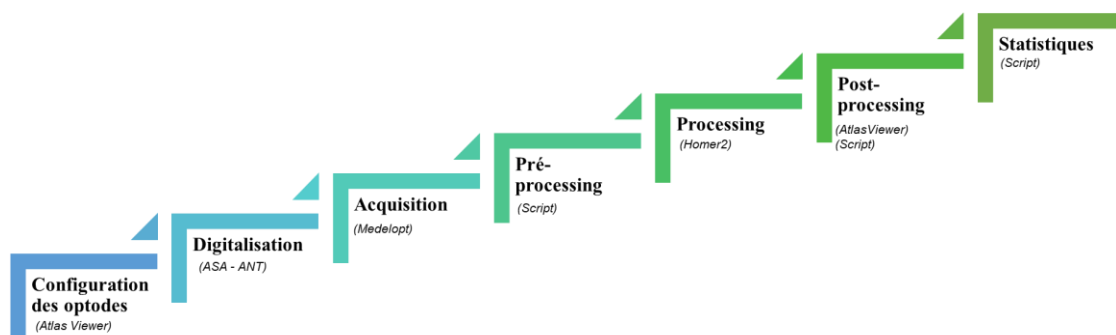 Configuration
des optodes
(Atlas Viewer)
Digitalisation
(ASA - ANT)
Acquisition
(Medelopt)
Pré-
processing
(Script)
Processing
(Homer2)
Post-
processing
(AtlasViewer)
(Script)
Statistiques
(Script)